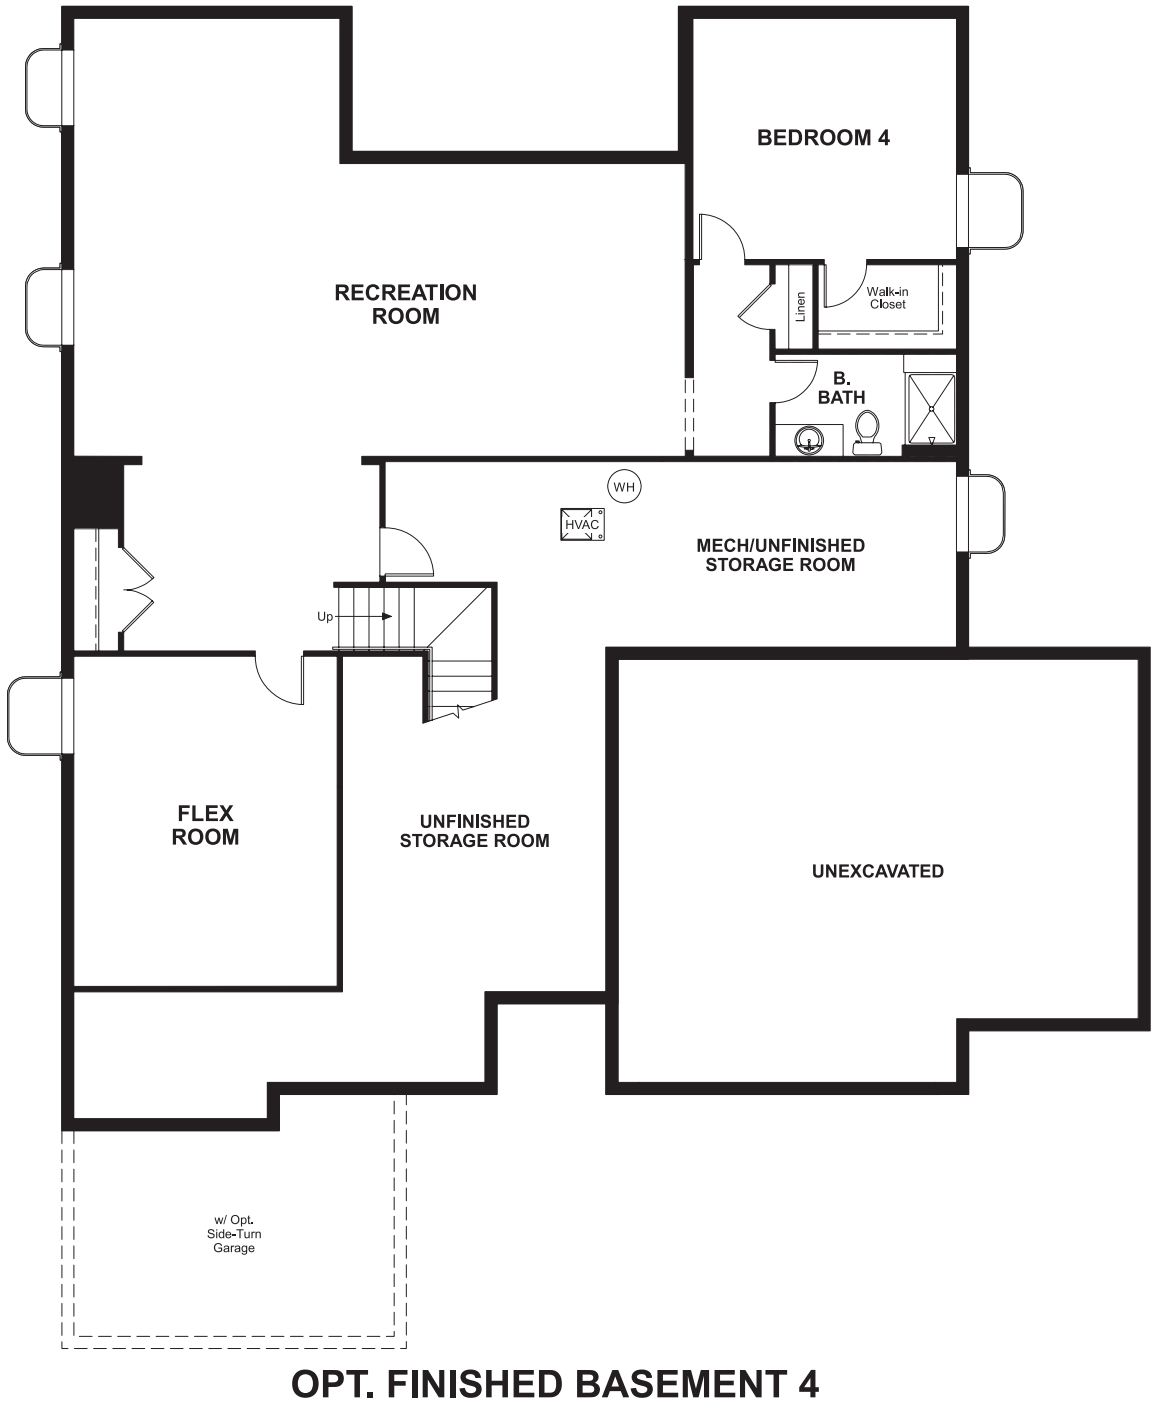 BEDROOM 4
RECREATION
ROOM
Linen
Walk-in
Closet
B.
BATH
WH
HVAC
MECH/UNFINISHED
STORAGE ROOM
Up
FLEX
ROOM
UNFINISHED
STORAGE ROOM
UNEXCAVATED
w/ Opt.
Side-Turn
Garage
OPT. FINISHED BASEMENT 4